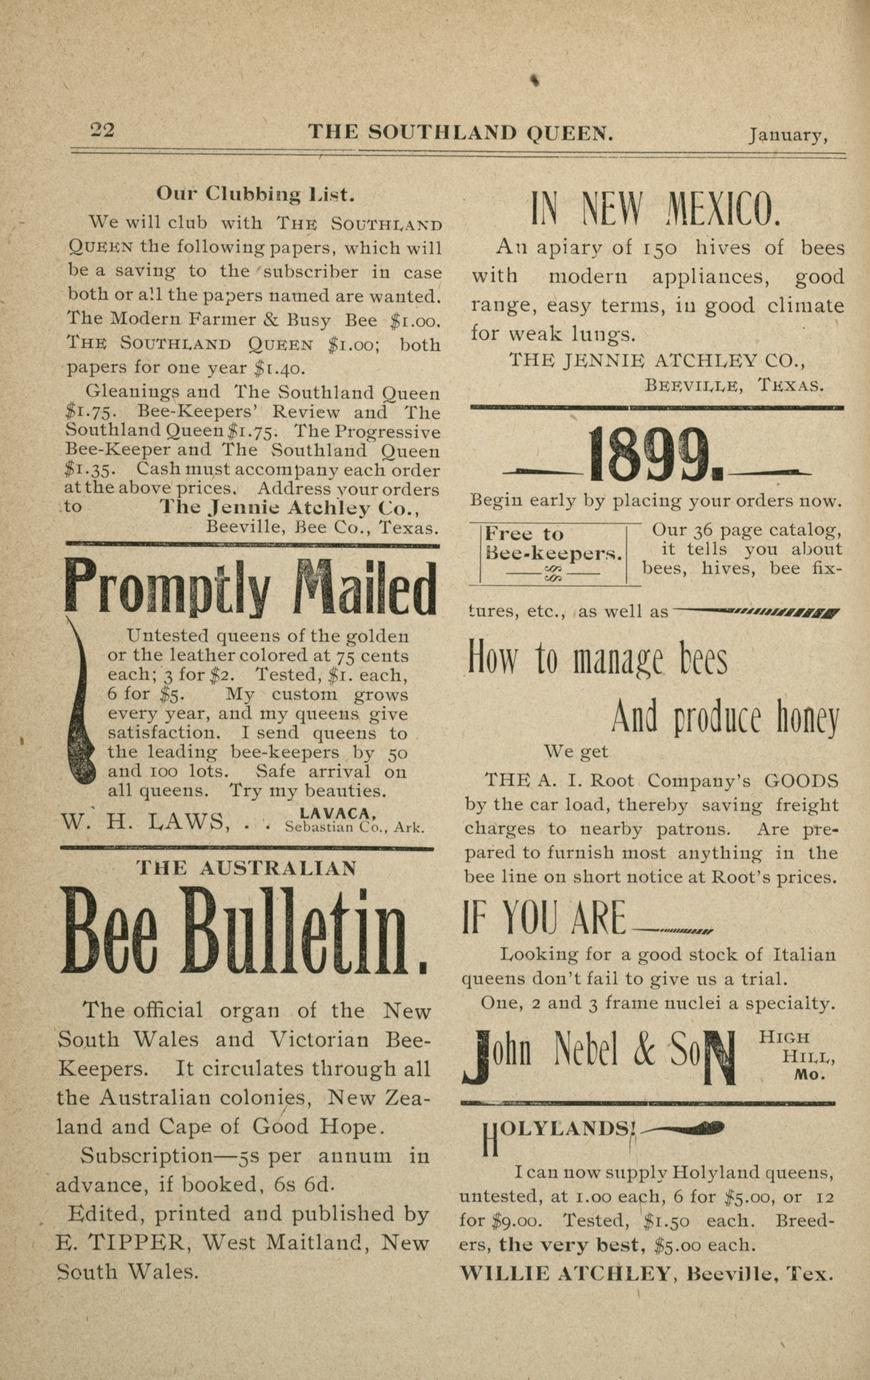 22
THE SOUTHLAND QUEEN.
January,
Our Clubbing List.
We will club with THE SOUTHLAND
QUEEN the following papers, which will
be a saving to the subscriber in case
both or all the papers named are wanted.
The Modern Farmer & Busy Bee $1.00.
THE SOUTHLAND QUEEN $1.00; both
papers for one year $1.40.
Gleanings and The Southland Queen
$1.75. Bee-Keepers' Review and The
Southland Queen $1.75. The Progressive
Bee-Keeper and The Southland Queen
$1.35. Cash must accompany each order
at the above prices. Address your orders
to The Jennie Atchley Co.,
Beeville, Bee Co., Texas.
Promptly Mailed
Untested queens of the golden
or the leather colored at 75 cents
each; 3 for $2. Tested, $1. each,
6 for $5. My custom grows
every year, and my queens give
satisfaction. I send queens to
the leading bee-keepers by 50
and 100 lots. Safe arrival on
all queens. Try my beauties.
W. H. LAWS, . . LAVACA,
Sebastian Co., Ark.
THE AUSTRALIAN
Bee Bulletin.
The official organ of the New
South Wales and Victorian Bee-
Keepers. It circulates through all
the Australian colonies, New Zea-
land and Cape of Good Hope.
Subscription—5s per annum in
advance, if booked, 6s 6d.
Edited, printed and published by
E. TIPPER, West Maitland, New
South Wales.
IN NEW MEXICO.
An apiary of 150 hives of bees
with modern appliances, good
range, easy terms, in good climate
for weak lungs.
THE JENNIE ATCHLEY CO.,
BEEVILLE, TEXAS.
1899.
Begin early by placing your orders now.
Free to
Bee-keepers.
Our 36 page catalog,
it tells you about
bees, hives, bee fix-
tures, etc., as well as
How to manage bees
And produce honey
We get
THE A. I. Root Company's GOODS
by the car load, thereby saving freight
charges to nearby patrons. Are pre-
pared to furnish most anything in the
bee line on short notice at Root's prices.
IF YOU ARE
Looking for a good stock of Italian
queens don't fail to give us a trial.
One, 2 and 3 frame nuclei a specialty.
John Nebel & SoN HIGH
HILL,
Mo.
HOLYLANDS!
I can now supply Holyland queens,
untested, at 1.00 each, 6 for $5.00, or 12
for $9.00. Tested, $1.50 each. Breed-
ers, the very best, $5.00 each.
WILLIE ATCHLEY, Beeville, Tex.